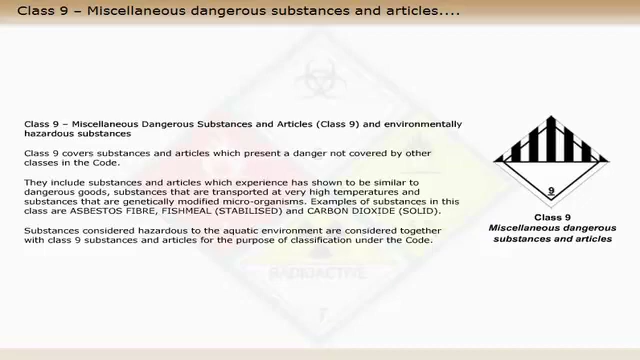 Class 9 – Miscellaneous dangerous substances and articles....
Class 9 – Miscellaneous Dangerous Substances and Articles (Class 9) and environmentally
hazardous substances
Class 9 covers substances and articles which present a danger not covered by other
classes in the Code.
They include substances and articles which experience has shown to be similar to
dangerous goods, substances that are transported at very high temperatures and
substances that are genetically modified micro-organisms. Examples of substances in this
class are ASBESTOS FIBRE, FISHMEAL (STABILISED) and CARBON DIOXIDE (SOLID).
Substances considered hazardous to the aquatic environment are considered together
with class 9 substances and articles for the purpose of classification under the Code.
9
Class 9
Miscellaneous dangerous
substances and articles
RADIOACTIVE
7